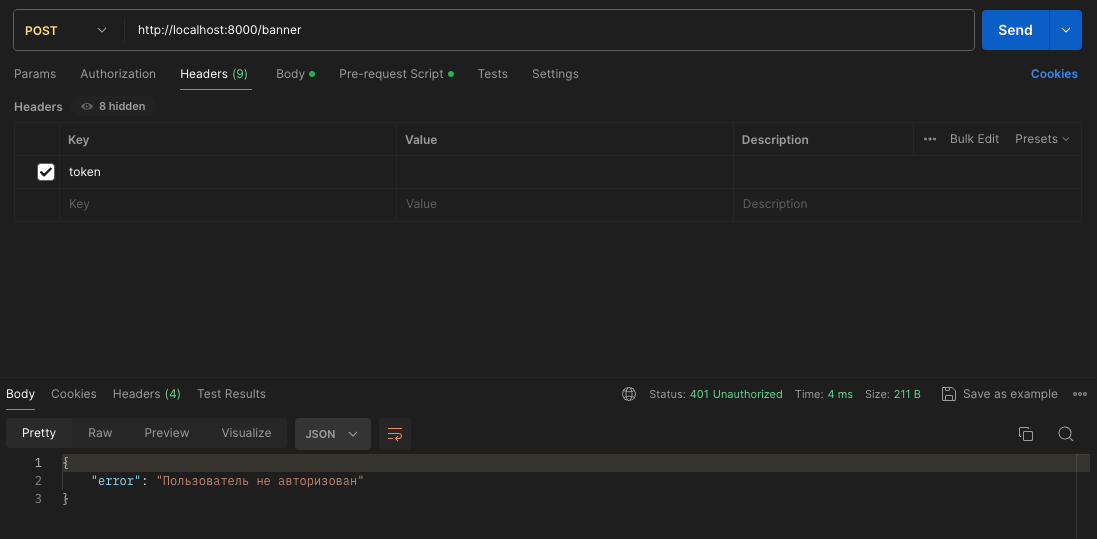 POST http://localhost:8000/banner Send
Params Authorization Headers (9) Body Pre-request Script Tests Settings Cookies
Headers 8 hidden
Key Value Description ••• Bulk Edit Presets
token
Key Value Description
Body Cookies Headers (4) Test Results Status: 401 Unauthorized Time: 4 ms Size: 211 B Save as example •••
Pretty Raw Preview Visualize JSON
1 {
2 "error": "Пользователь не авторизован"
3 }